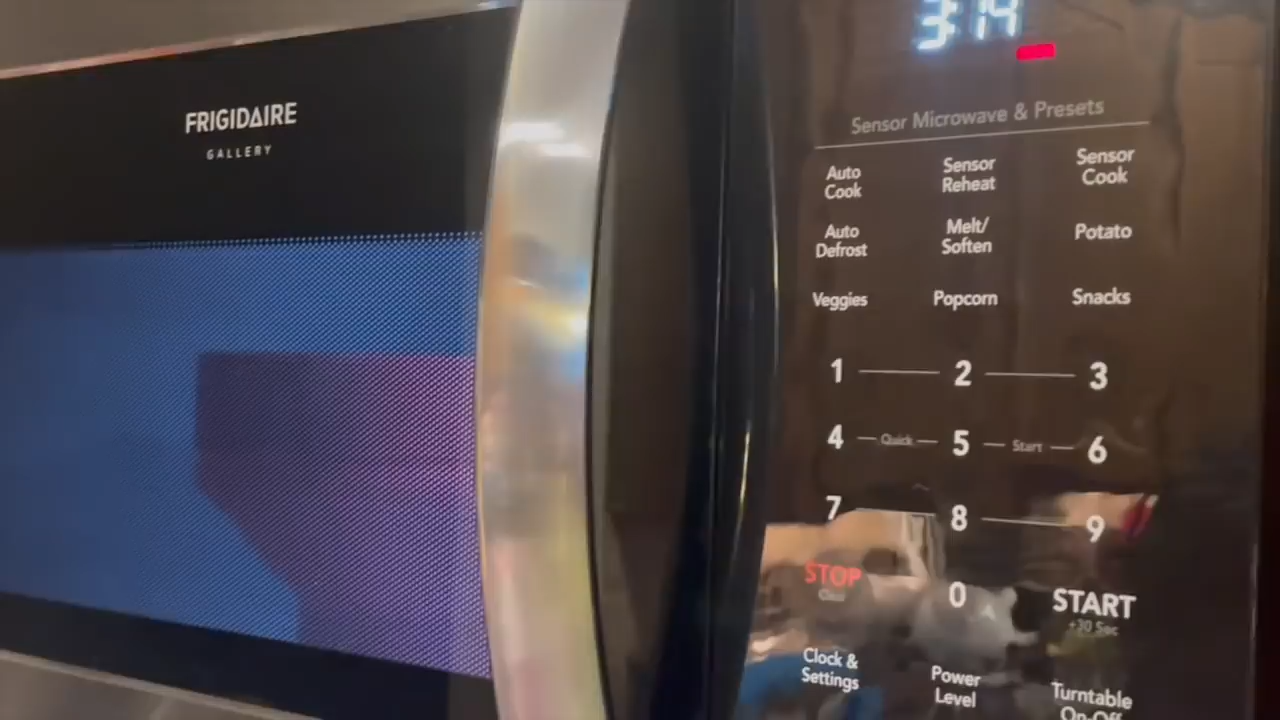 FRIGIDAIRE
GALLERY
314
Sensor Microwave & Presets
Auto Cook
Sensor Reheat
Sensor Cook
Auto Defrost
Melt/ Soften
Potato
Veggies
Popcorn
Snacks
1 2 3
4 Quick 5 Start 6
7 8 9
STOP
Clear
0
START
+30 Sec
Clock & Settings
Power Level
Turntable On-Off